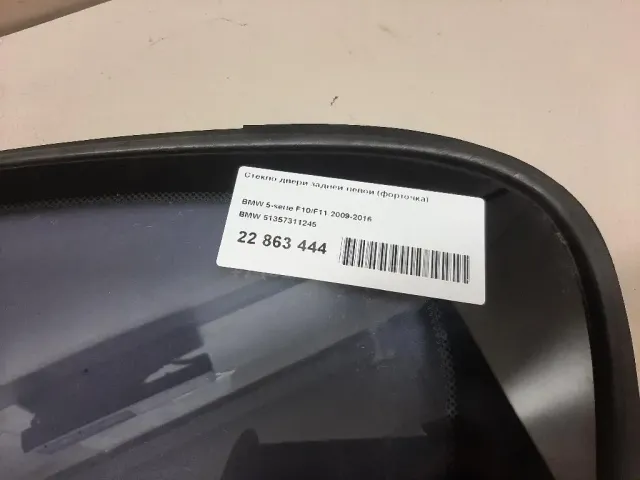 Стекло двери задней левой (форточка)
BMW 5-serie F10/F11 2009-2016
BMW 51357311245
22 863 444